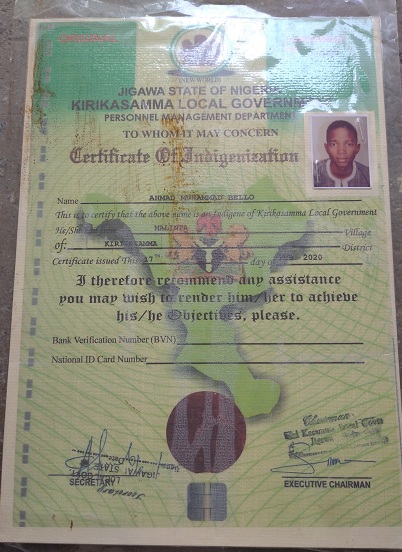 (NEW WORLD)
JIGAWA STATE OF NIGERIA
KIRIKASAMMA LOCAL GOVERNMENT
PERSONNEL MANAGEMENT DEPARTMENT
TO WHOM IT MAY CONCERN
Certificate Of Indigenization
Name AHMAD MUHAMMAD BELLO
This is to certify that the above name is an Indigene of Kirikasamma Local Government
He/She Village
of: KIRIKASAMMA District
Certificate issued This 17th day of 2020
I therefore recommend any assistance
you may wish to render him/her to achieve
his/he Objectives, please.
Bank Verification Number (BVN)
National ID Card Number
SECRETARY
EXECUTIVE CHAIRMAN